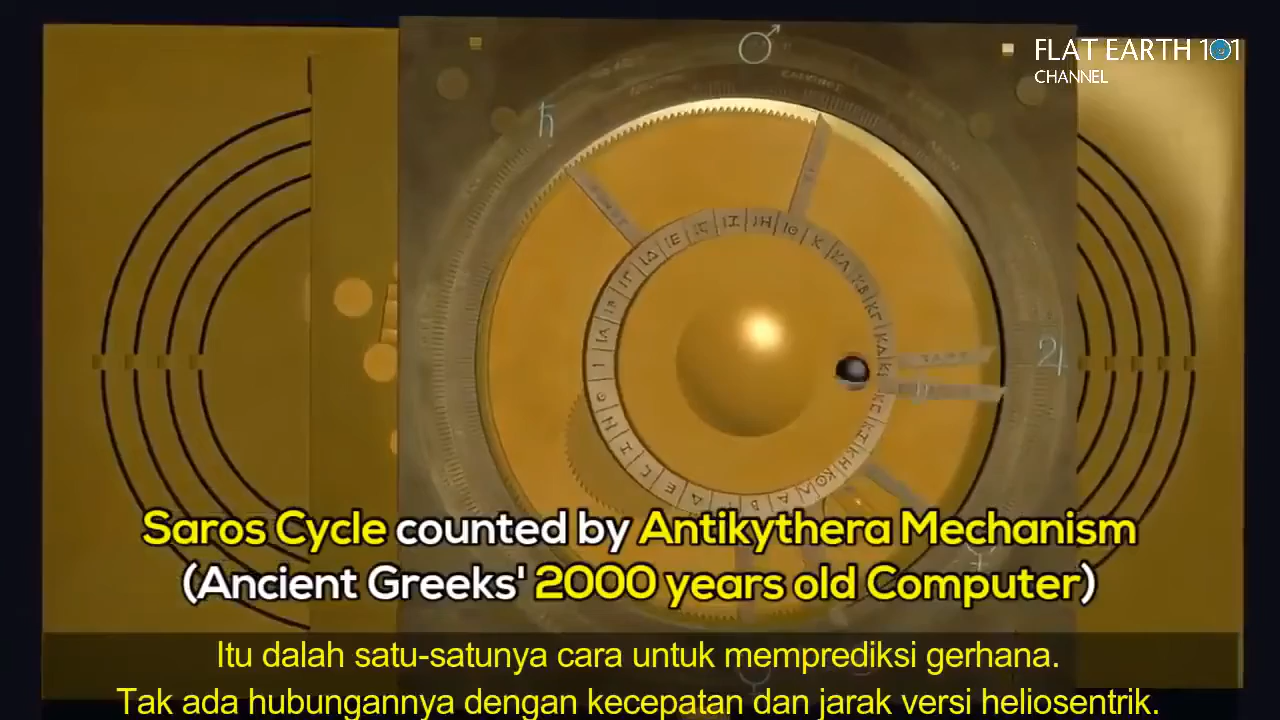 FLAT EARTH 101
CHANNEL
Saros Cycle counted by Antikythera Mechanism
(Ancient Greeks' 2000 years old Computer)
Itu dalah satu-satunya cara untuk memprediksi gerhana.
Tak ada hubungannya dengan kecepatan dan jarak versi heliosentrik.